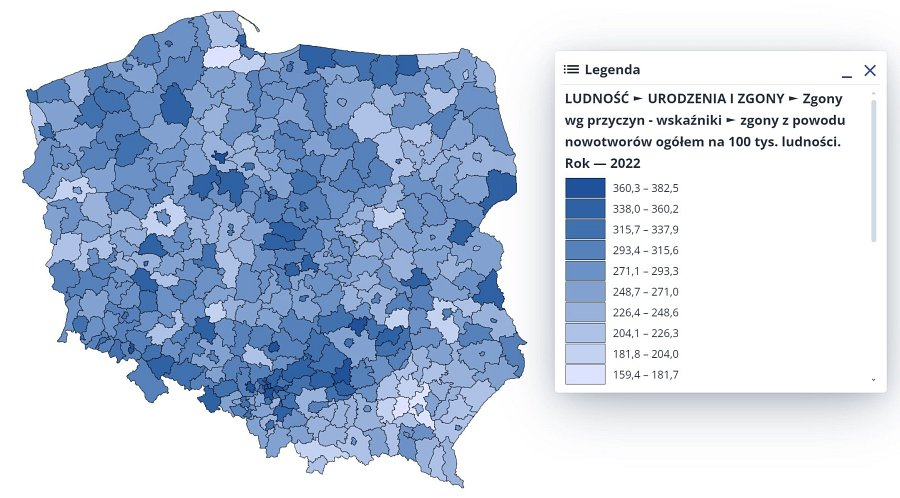 Legenda
LUDNOŚĆ ► URODZENIA I ZGONY ► Zgony
wg przyczyn - wskaźniki ► zgony z powodu
nowotworów ogółem na 100 tys. ludności.
Rok — 2022
360,3 – 382,5
338,0 – 360,2
315,7 – 337,9
293,4 – 315,6
271,1 – 293,3
248,7 – 271,0
226,4 – 248,6
204,1 – 226,3
181,8 – 204,0
159,4 – 181,7